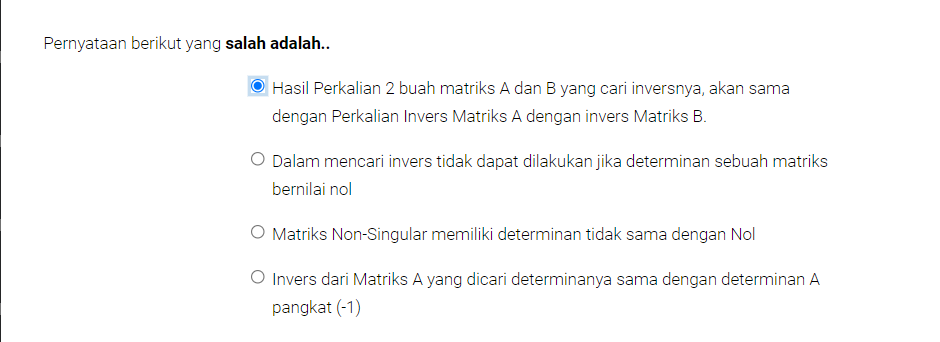 Pernyataan berikut yang salah adalah..
Hasil Perkalian 2 buah matriks A dan B yang cari inversnya, akan sama
dengan Perkalian Invers Matriks A dengan invers Matriks B.
Dalam mencari invers tidak dapat dilakukan jika determinan sebuah matriks
bernilai nol
Matriks Non-Singular memiliki determinan tidak sama dengan Nol
Invers dari Matriks A yang dicari determinanya sama dengan determinan A
pangkat (-1)